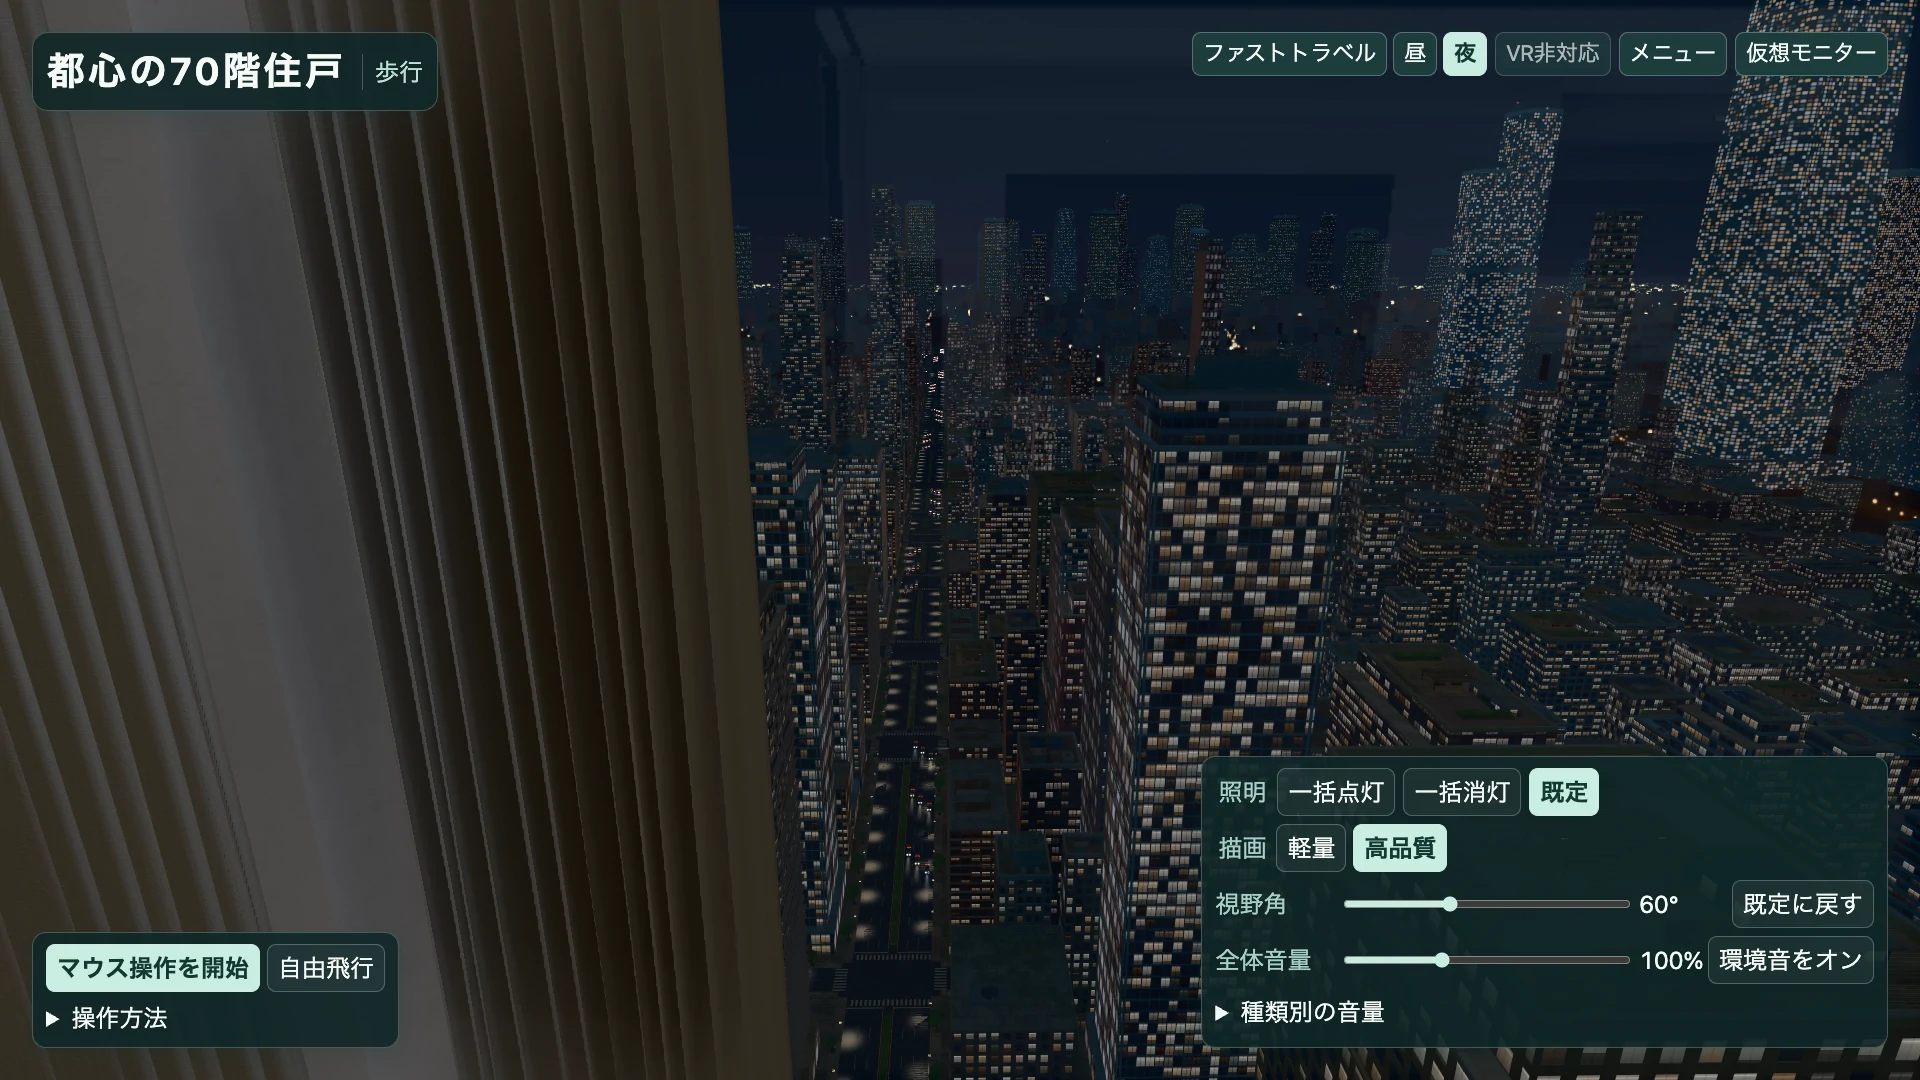 都心の70階住戸 歩行
ファストトラベル 昼 夜 VR非対応 メニュー 仮想モニター
照明 一括点灯 一括消灯 既定
描画 軽量 高品質
視野角 60° 既定に戻す
全体音量 100% 環境音をオン
▶ 種類別の音量
マウス操作を開始 自由飛行
▶ 操作方法